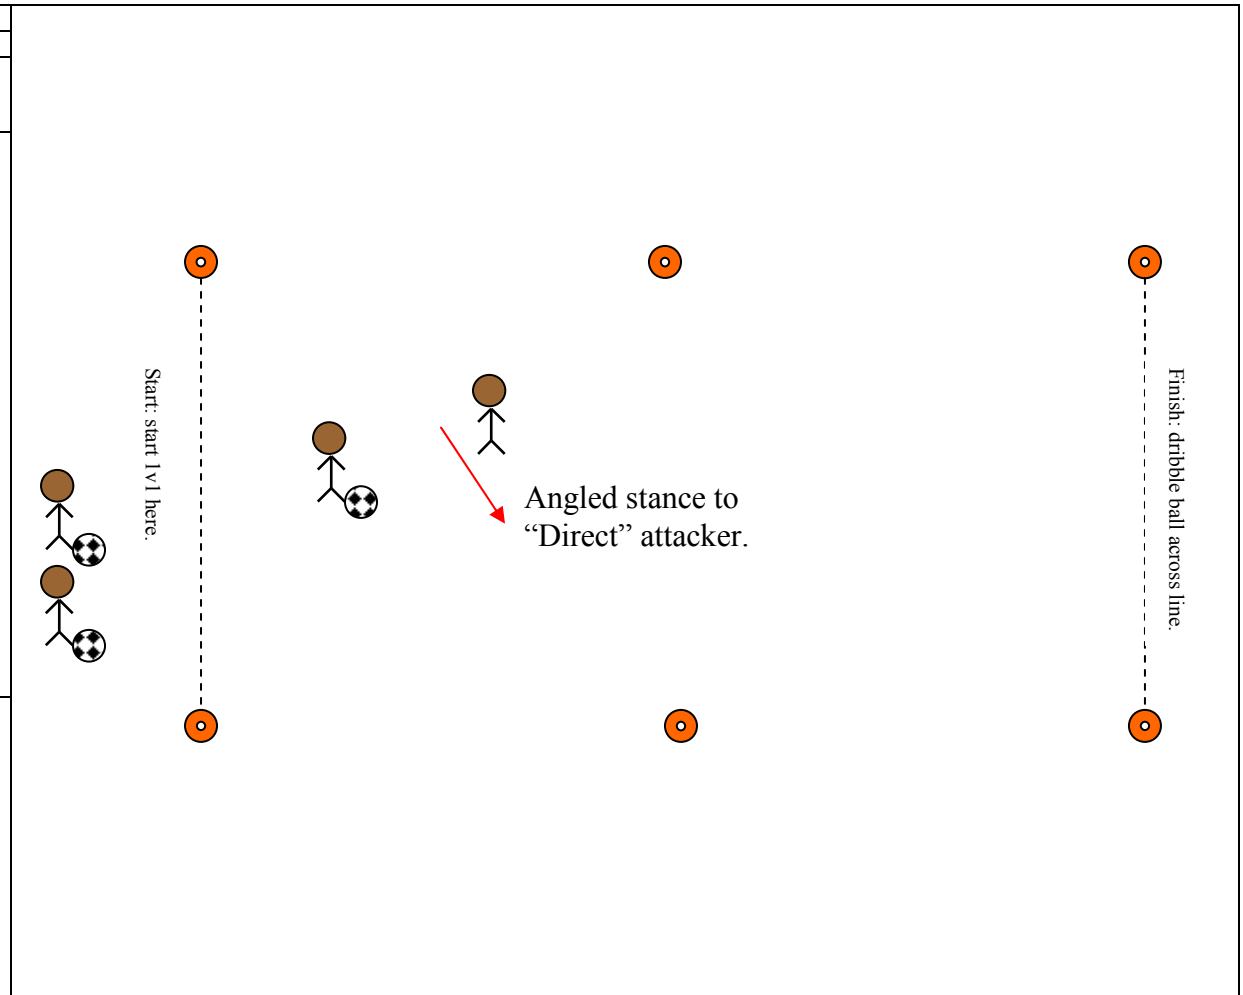 Start: start 1v1 here.
Angled stance to
“Direct” attacker.
Finish: dribble ball across line.